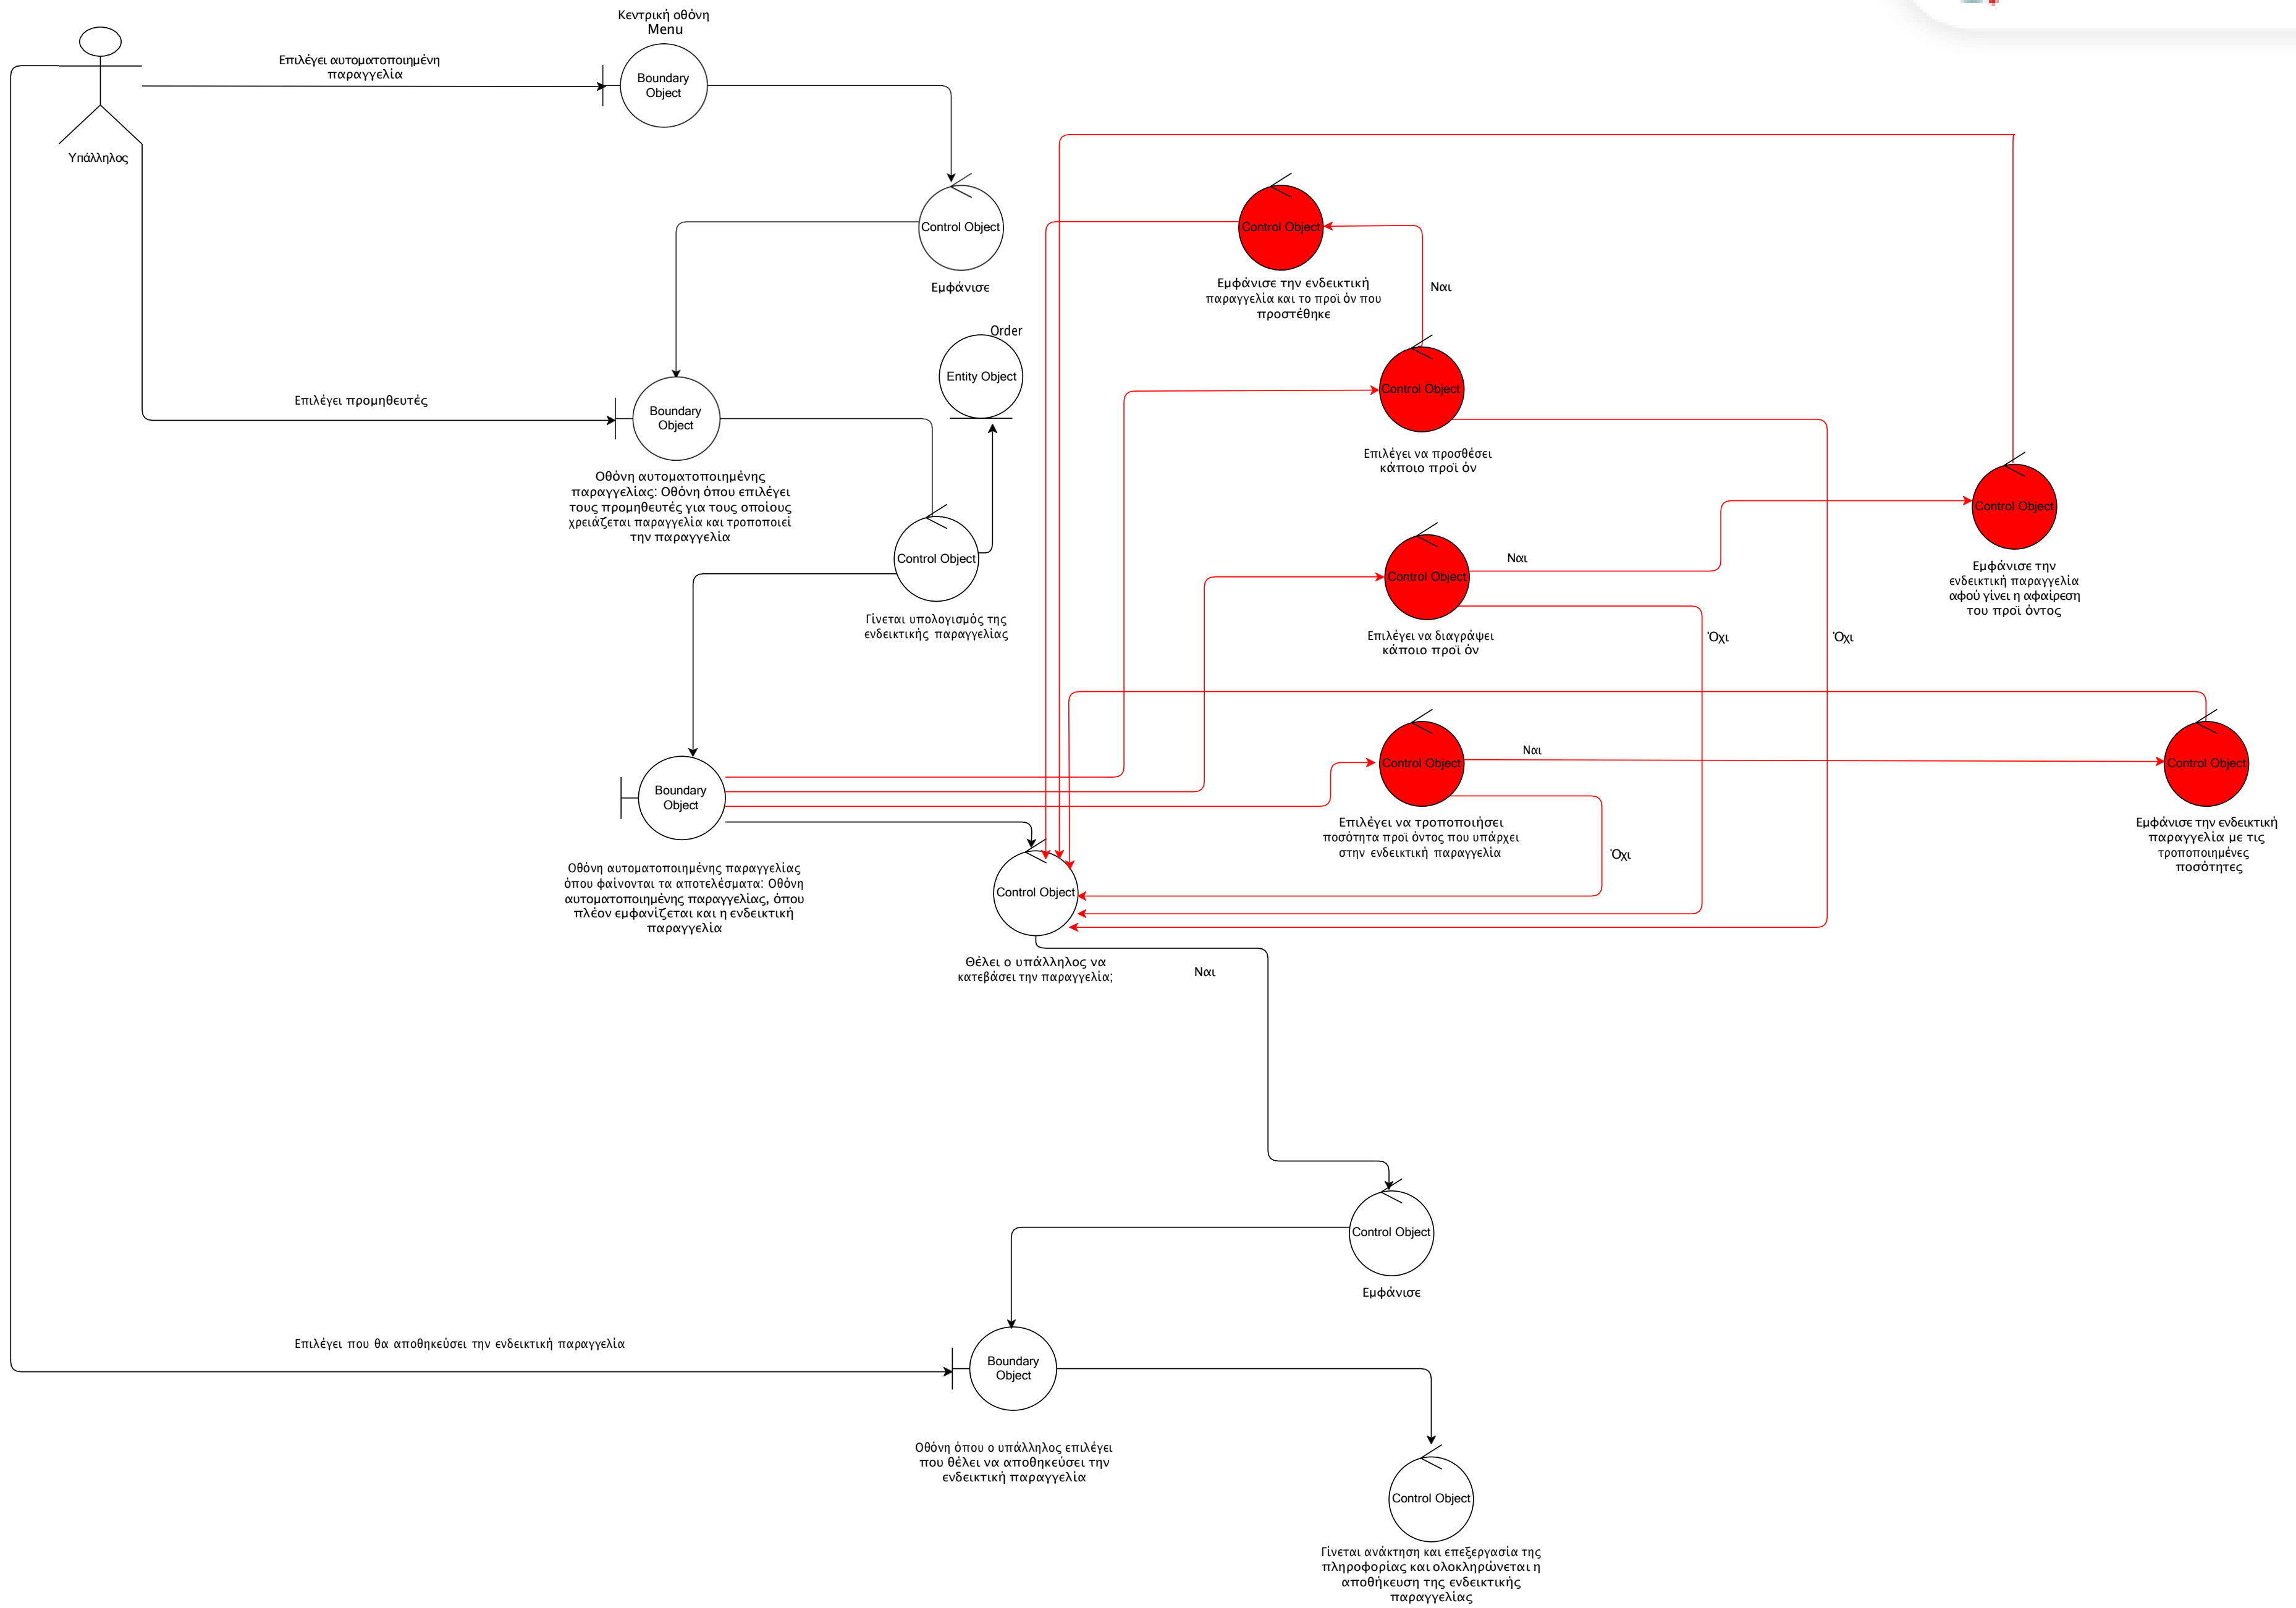 Κεντρική οθόνη
Menu
Boundary
Object
Επιλέγει αυτοματοποιημένη
παραγγελία
Υπάλληλος
Control Object
Εμφάνισε
Control Object
Εμφάνισε την ενδεικτική
παραγγελία και το προϊόν που
προστέθηκε
Ναι
Order
Entity Object
Control Object
Επιλέγει να προσθέσει
κάποιο προϊόν
Επιλέγει προμηθευτές
Boundary
Object
Οθόνη αυτοματοποιημένης
παραγγελίας: Οθόνη όπου επιλέγει
τους προμηθευτές για τους οποίους
χρειάζεται παραγγελία και τροποποιεί
την παραγγελία
Control Object
Γίνεται υπολογισμός της
ενδεικτικής παραγγελίας
Control Object
Επιλέγει να διαγράψει
κάποιο προϊόν
Ναι
Control Object
Εμφάνισε την
ενδεικτική παραγγελία
αφού γίνει η αφαίρεση
του προϊόντος
Όχι
Όχι
Boundary
Object
Οθόνη αυτοματοποιημένης παραγγελίας
όπου φαίνονται τα αποτελέσματα: Οθόνη
αυτοματοποιημένης παραγγελίας, όπου
πλέον εμφανίζεται και η ενδεικτική
παραγγελία
Control Object
Επιλέγει να τροποποιήσει
ποσότητα προϊόντος που υπάρχει
στην ενδεικτική παραγγελία
Ναι
Όχι
Control Object
Εμφάνισε την ενδεικτική
παραγγελία με τις
τροποποιημένες
ποσότητες
Control Object
Θέλει ο υπάλληλος να
κατεβάσει την παραγγελία;
Ναι
Control Object
Εμφάνισε
Επιλέγει που θα αποθηκεύσει την ενδεικτική παραγγελία
Boundary
Object
Οθόνη όπου ο υπάλληλος επιλέγει
που θέλει να αποθηκεύσει την
ενδεικτική παραγγελία
Control Object
Γίνεται ανάκτηση και επεξεργασία της
πληροφορίας και ολοκληρώνεται η
αποθήκευση της ενδεικτικής
παραγγελίας